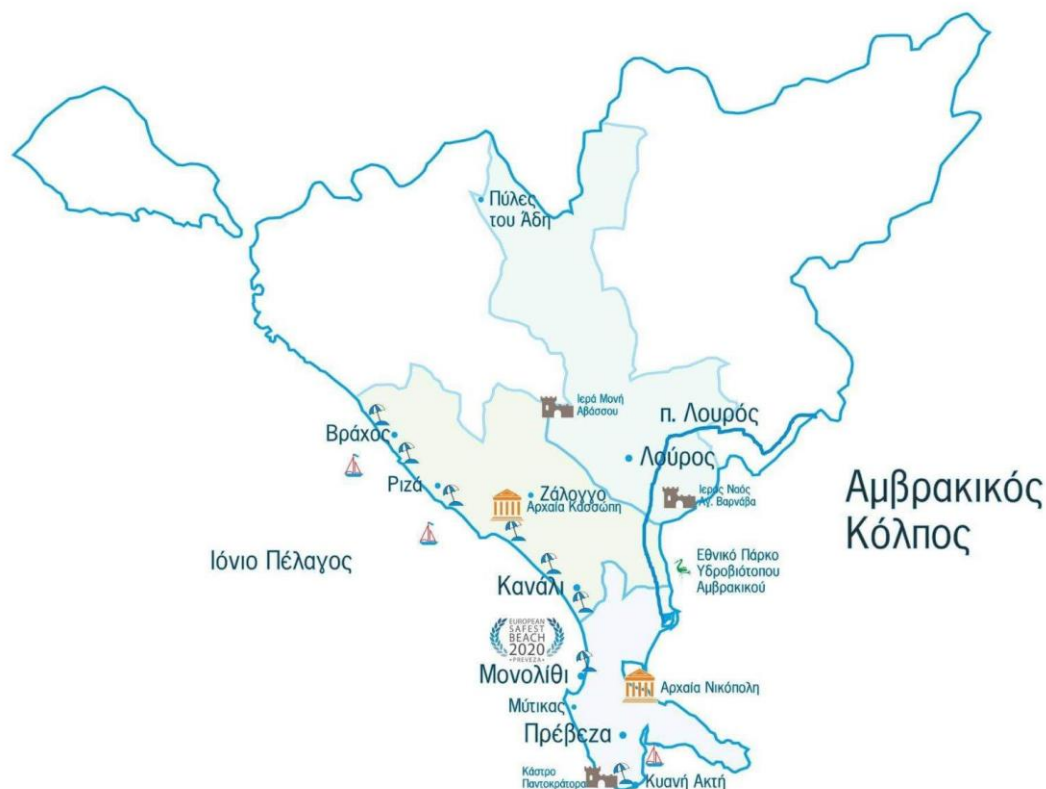 Πύλες
του Άδη
Ιερά Μονή
Αβάσσου
π. Λουρός
Βράχος
Λούρος
Ριζά
Ζάλογγο
Αρχαία Κασσώπη
Ιερός Ναός
Αγ. Βαρνάβα
Αμβρακικός
Κόλπος
Ιόνιο Πέλαγος
Εθνικό Πάρκο
Υδροβιότοπου
Αμβρακικού
Κανάλι
EUROPEAN
SAFEST
BEACH
2020
•PREVEZA•
Μονολίθι
Αρχαία Νικόπολη
Μύτικας
Πρέβεζα
Κάστρο
Παντοκράτορα
Κυανή Ακτή